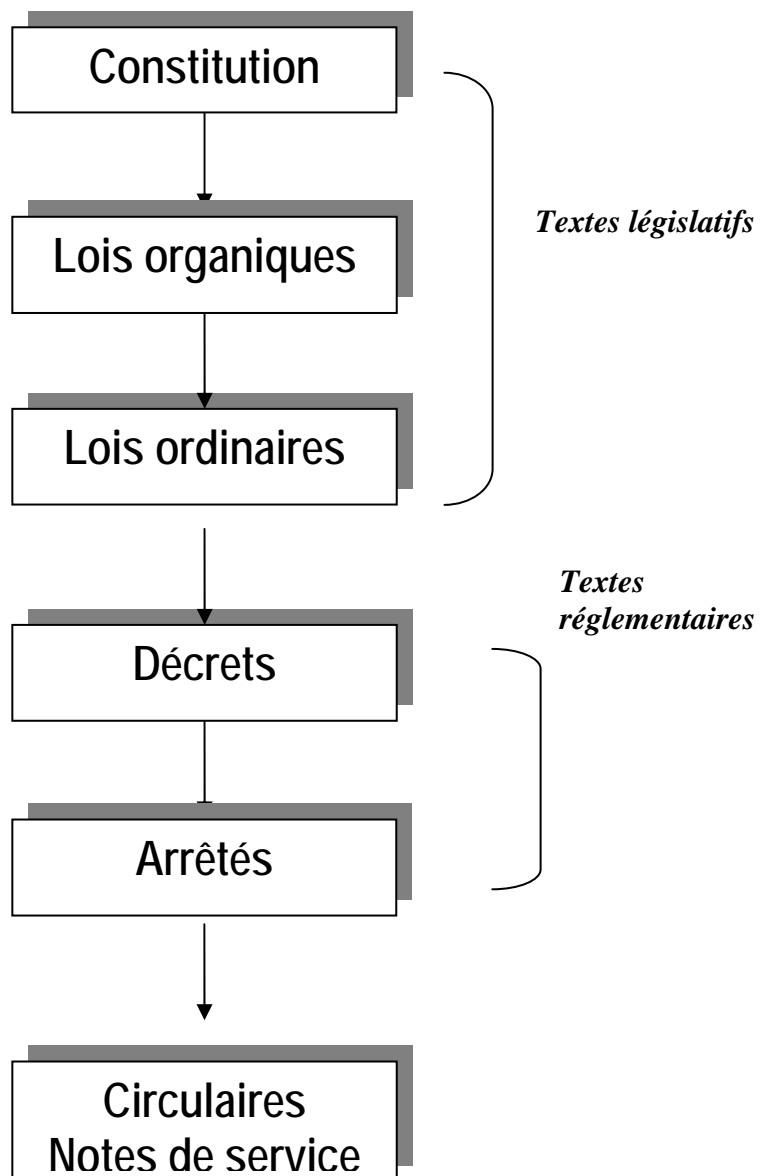 Constitution
Textes législatifs
Lois organiques
Lois ordinaires
Textes
réglementaires
Décrets
Arrêtés
Circulaires
Notes de service